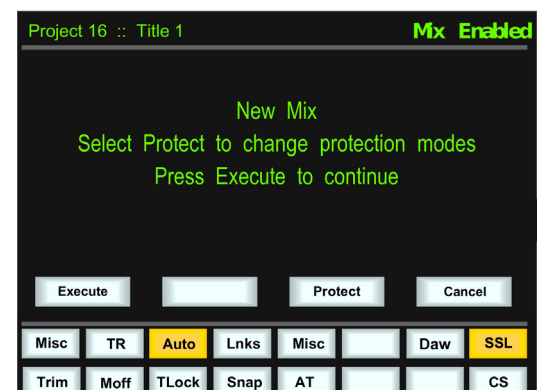 Project 16 :: Title 1 Mix Enabled
New Mix
Select Protect to change protection modes
Press Execute to continue
Execute Protect Cancel
Misc TR Auto Lnks Misc Daw SSL
Trim Moff TLock Snap AT CS